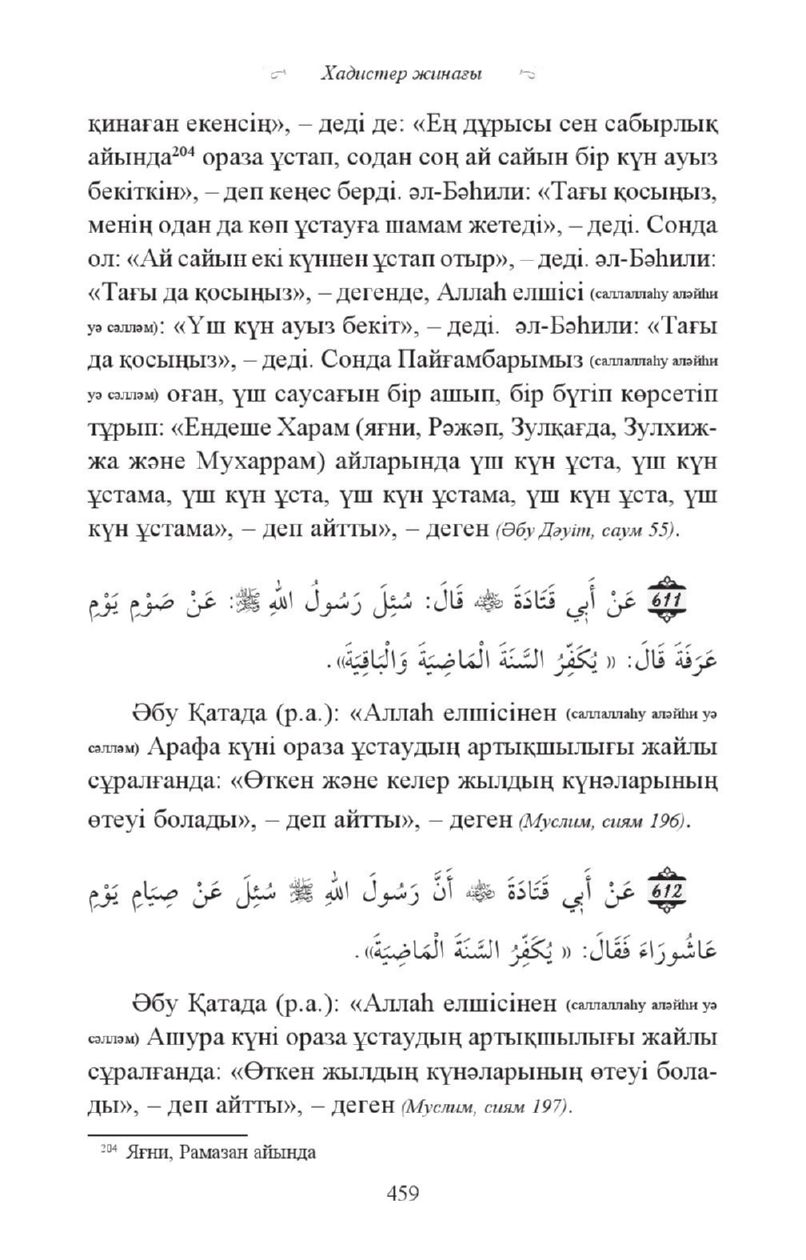 Хадистер жинағы
қинаған екенсің», – деді де: «Ең дұрысы сен сабырлық
айында²⁰⁴ ораза ұстап, содан соң ай сайын бір күн ауыз
бекіткін», – деп кеңес берді. әл-Бәһили: «Тағы қосыңыз,
менің одан да көп ұстауға шамам жетеді», – деді. Сонда
ол: «Ай сайын екі күннен ұстап отыр», – деді. әл-Бәһили:
«Тағы да қосыңыз», – дегенде, Аллаһ елшісі (саллаллаһу аләйһи
уә сәлләм): «Үш күн ауыз бекіт», – деді. әл-Бәһили: «Тағы
да қосыңыз», – деді. Сонда Пайғамбарымыз (саллаллаһу аләйһи
уә сәлләм) оған, үш саусағын бір ашып, бір бүгіп көрсетіп
тұрып: «Ендеше Харам (яғни, Рәжәп, Зулқағда, Зулхиж-
жа және Мухаррам) айларында үш күн ұста, үш күн
ұстама, үш күн ұста, үш күн ұстама, үш күн ұста, үш
күн ұстама», – деп айтты», – деген (Әбу Дәуіт, саум 55).
611 عَنْ أَبِي قَتَادَةَ ﷺ قَالَ: سُئِلَ رَسُولُ اللهِ ﷺ: عَنْ صَوْمِ يَوْمِ
عَرَفَةَ قَالَ: « يُكَفِّرُ السَّنَةَ الْمَاضِيَةَ وَالْبَاقِيَةَ».
Әбу Қатада (р.а.): «Аллаһ елшісінен (саллаллаһу аләйһи уә
сәлләм) Арафа күні ораза ұстаудың артықшылығы жайлы
сұралғанда: «Өткен және келер жылдың күнәларының
өтеуі болады», – деп айтты», – деген (Муслим, сиям 196).
612 عَنْ أَبِي قَتَادَةَ ﷺ أَنَّ رَسُولَ اللهِ ﷺ سُئِلَ عَنْ صِيَامِ يَوْمِ
عَاشُورَاءَ فَقَالَ: « يُكَفِّرُ السَّنَةَ الْمَاضِيَةَ».
Әбу Қатада (р.а.): «Аллаһ елшісінен (саллаллаһу аләйһи уә
сәлләм) Ашура күні ораза ұстаудың артықшылығы жайлы
сұралғанда: «Өткен жылдың күнәларының өтеуі бола-
ды», – деп айтты», – деген (Муслим, сиям 197).
²⁰⁴ Яғни, Рамазан айында
459